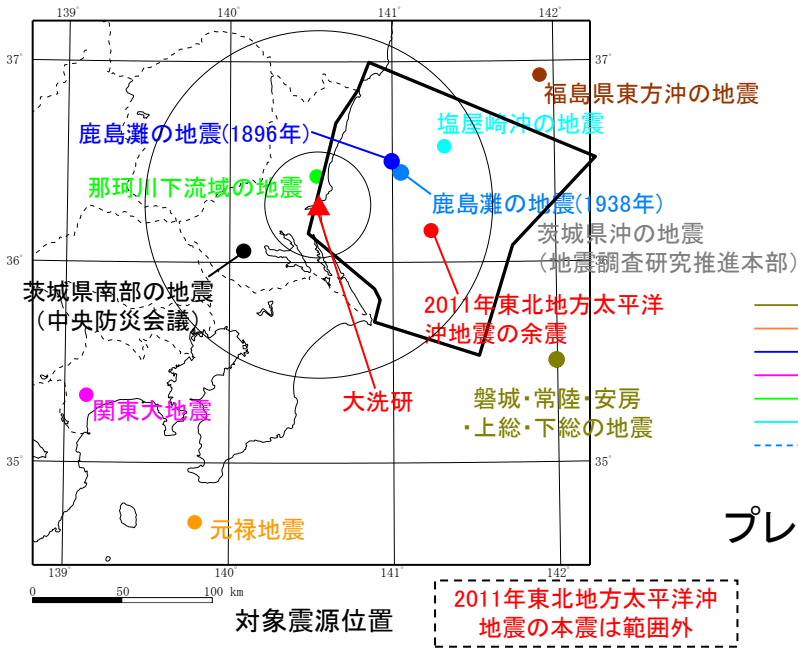 139°
140°
141°
142°
37°
37°
福島県東方沖の地震
塩屋崎沖の地震
鹿島灘の地震(1896年)
那珂川下流域の地震
鹿島灘の地震(1938年)
茨城県沖の地震
(地震調査研究推進本部)
36°
茨城県南部の地震
(中央防災会議)
2011年東北地方太平洋
沖地震の余震
大洗研
関東大地震
磐城・常陸・安房
・上総・下総の地震
35°
35°
元禄地震
プレ
139°
140°
141°
142°
0 50 100 km
対象震源位置
2011年東北地方太平洋沖
地震の本震は範囲外